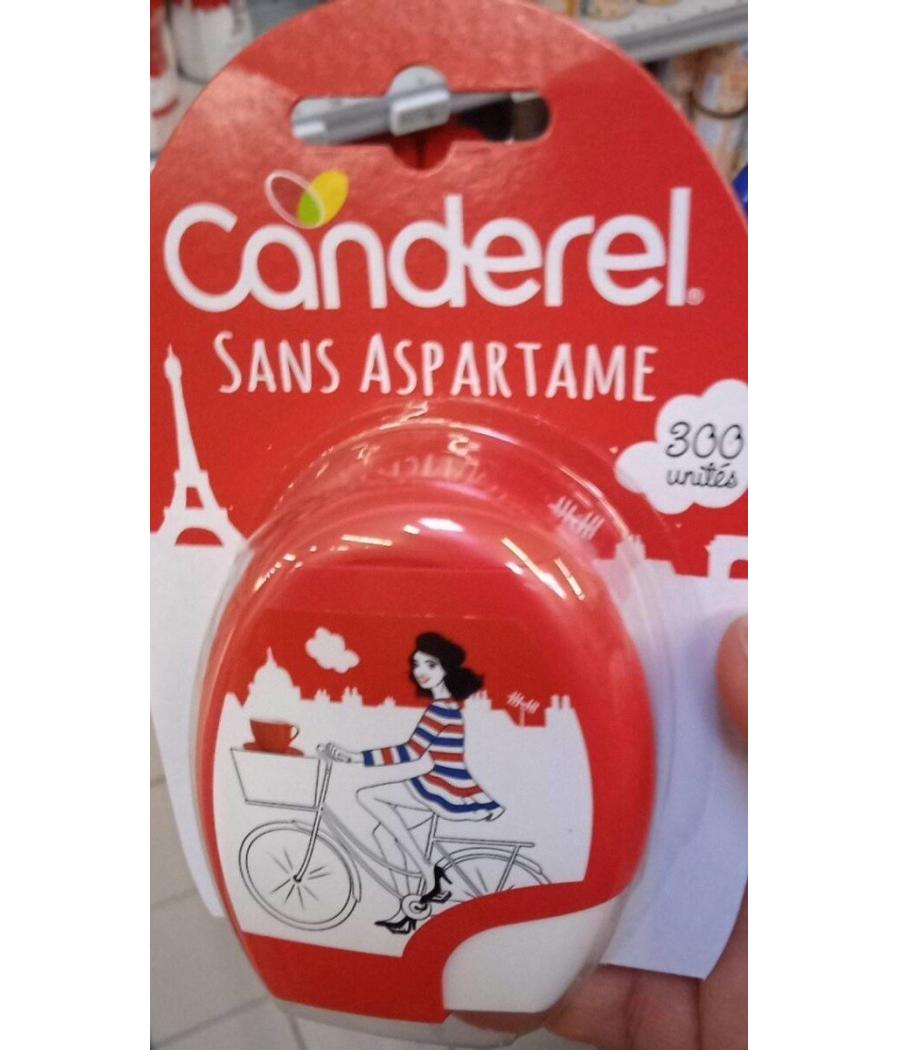 Canderel®
SANS ASPARTAME
300
unités